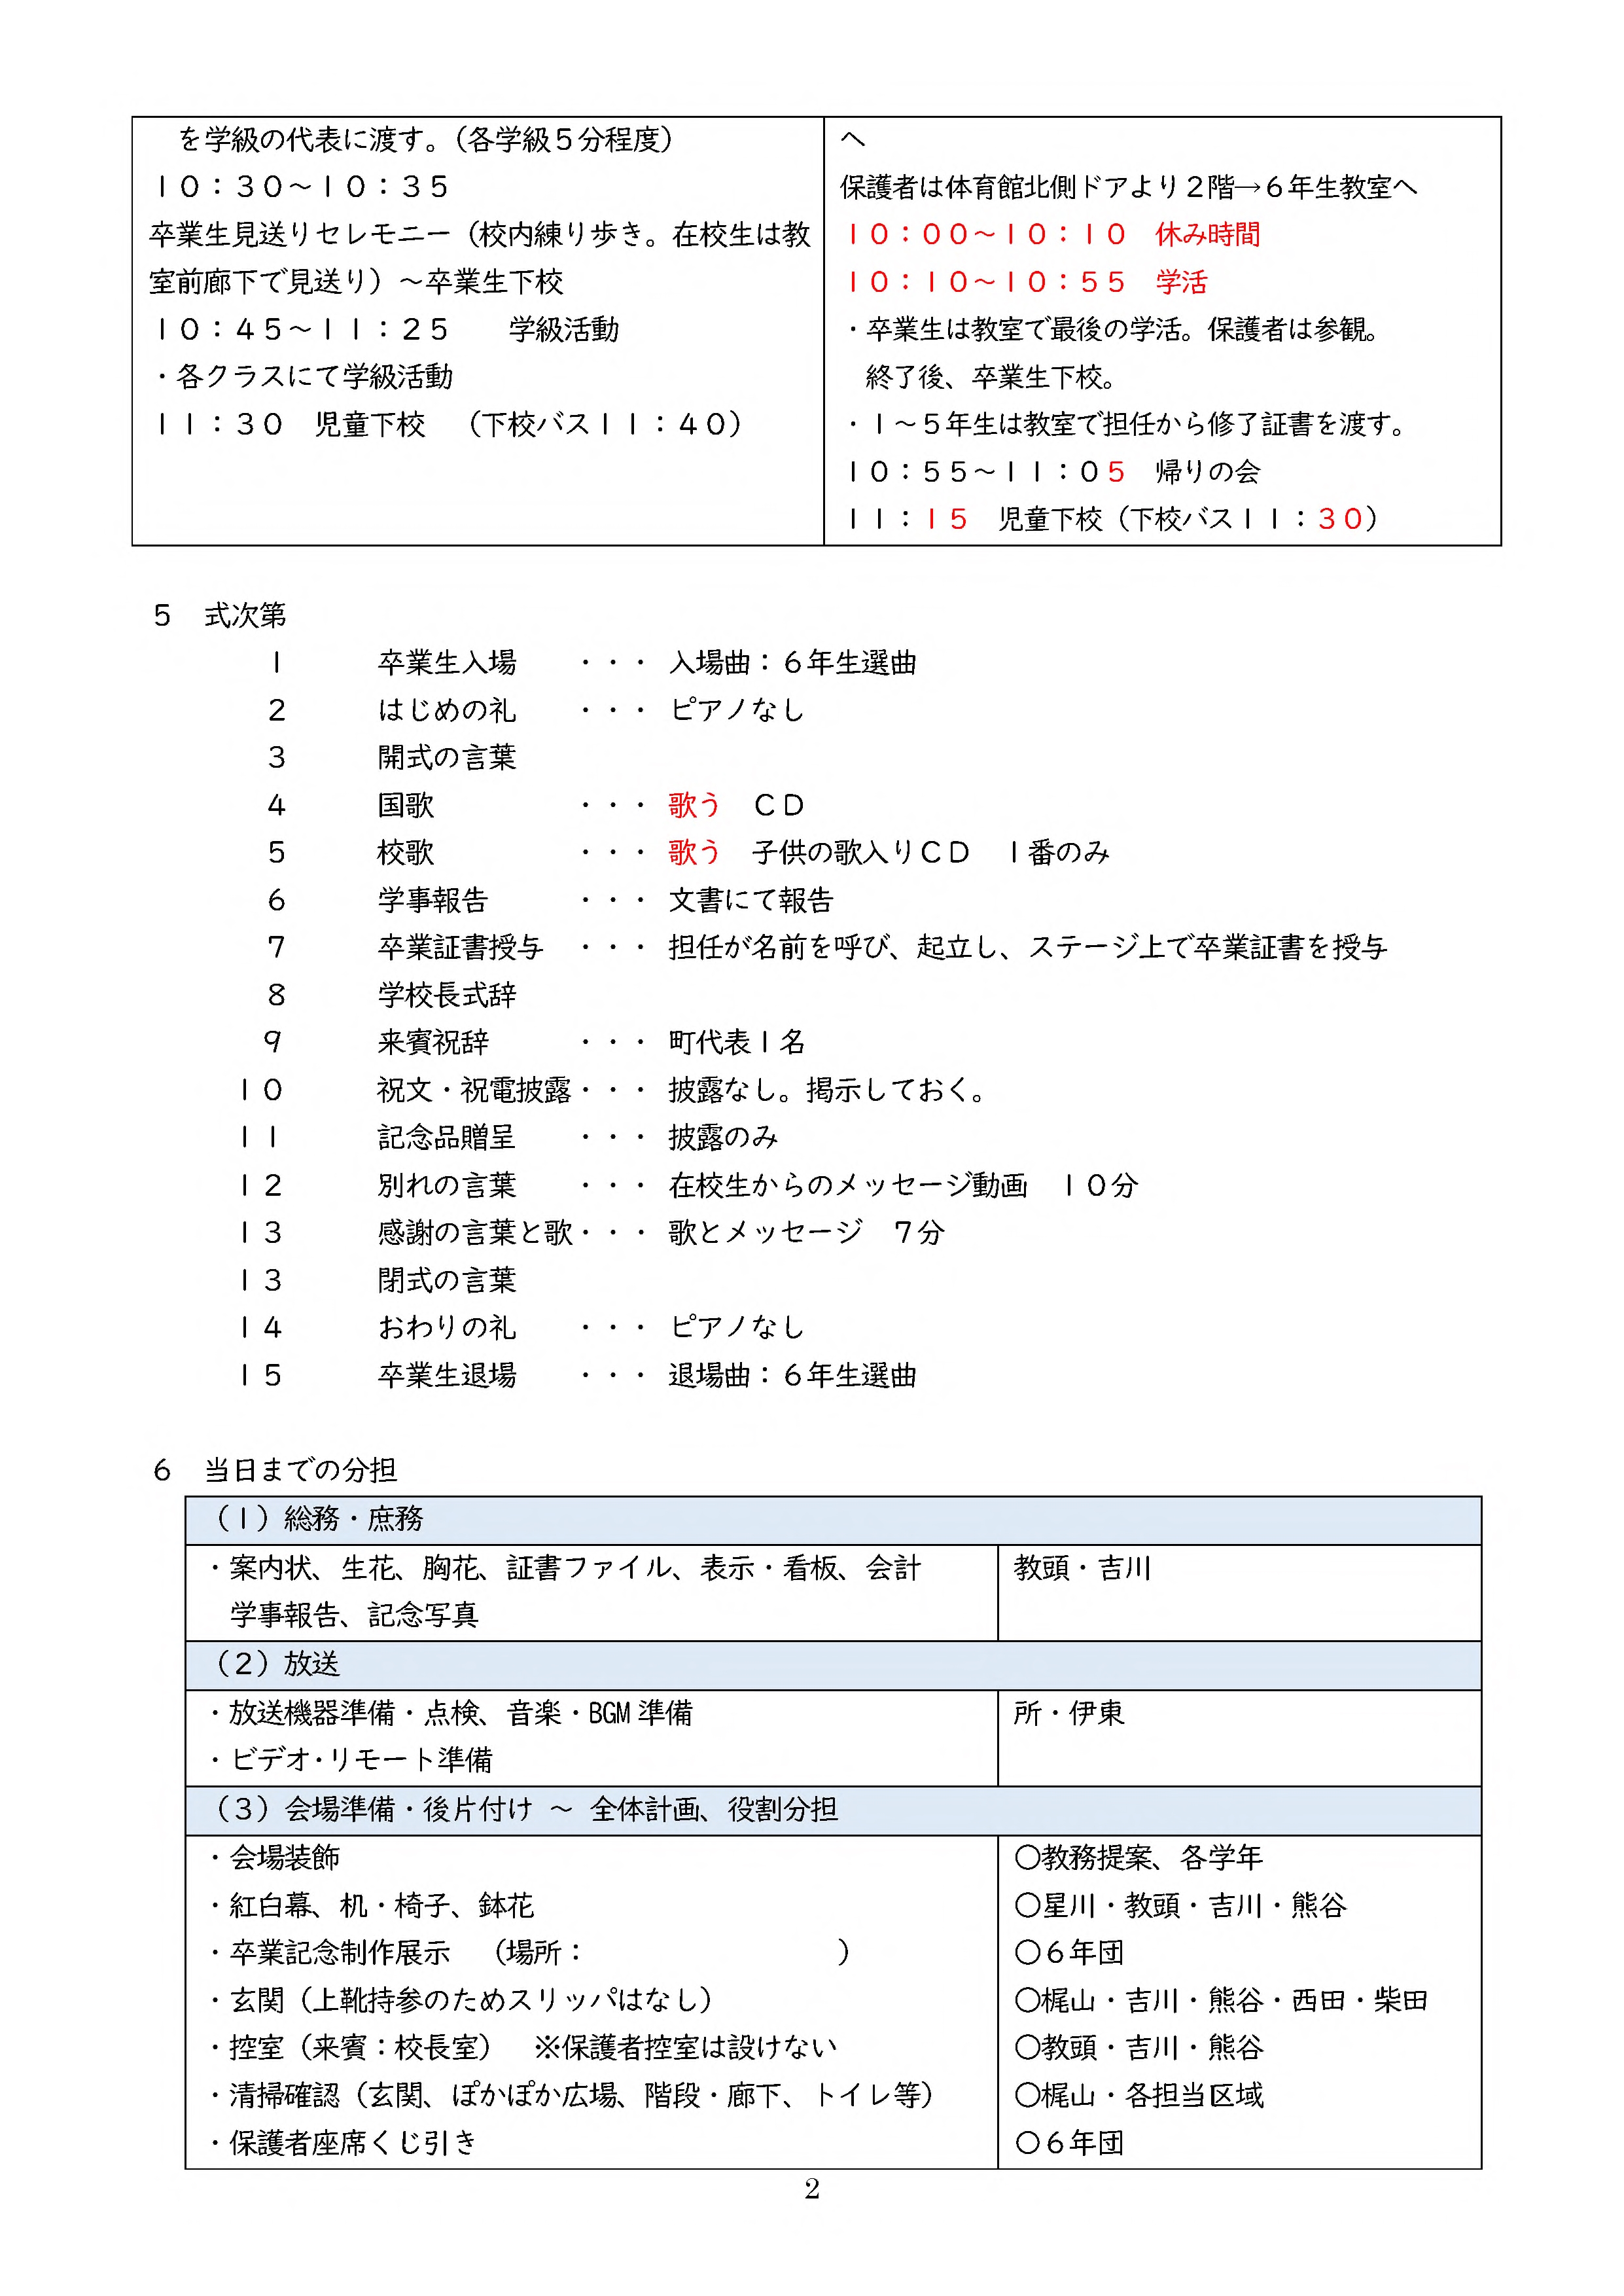 を学級の代表に渡す。（各学級５分程度）
１０：３０～１０：３５
卒業生見送りセレモニー（校内練り歩き。在校生は教
室前廊下で見送り）～卒業生下校
１０：４５～１１：２５　　学級活動
・各クラスにて学級活動
１１：３０　児童下校　（下校バス１１：４０）
へ
保護者は体育館北側ドアより２階→６年生教室へ
１０：００～１０：１０　休み時間
１０：１０～１０：５５　学活
・卒業生は教室で最後の学活。保護者は参観。
終了後、卒業生下校。
・１～５年生は教室で担任から修了証書を渡す。
１０：５５～１１：０５　帰りの会
１１：１５　児童下校（下校バス１１：３０）
５　式次第
１　卒業生入場　・・・　入場曲：６年生選曲
２　はじめの礼　・・・　ピアノなし
３　開式の言葉
４　国歌　・・・　歌う　ＣＤ
５　校歌　・・・　歌う　子供の歌入りＣＤ　１番のみ
６　学事報告　・・・　文書にて報告
７　卒業証書授与　・・・　担任が名前を呼び、起立し、ステージ上で卒業証書を授与
８　学校長式辞
９　来賓祝辞　・・・　町代表１名
１０　祝文・祝電披露・・・　披露なし。掲示しておく。
１１　記念品贈呈　・・・　披露のみ
１２　別れの言葉　・・・　在校生からのメッセージ動画　１０分
１３　感謝の言葉と歌・・・　歌とメッセージ　７分
１３　閉式の言葉
１４　おわりの礼　・・・　ピアノなし
１５　卒業生退場　・・・　退場曲：６年生選曲
６　当日までの分担
（１）総務・庶務
・案内状、生花、胸花、証書ファイル、表示・看板、会計　教頭・吉川
学事報告、記念写真
（２）放送
・放送機器準備・点検、音楽・BGM 準備　所・伊東
・ビデオ・リモート準備
（３）会場準備・後片付け ～ 全体計画、役割分担
・会場装飾　〇教務提案、各学年
・紅白幕、机・椅子、鉢花　〇星川・教頭・吉川・熊谷
・卒業記念制作展示　（場所：　　　　　　　　　）　〇６年団
・玄関（上靴持参のためスリッパはなし）　〇梶山・吉川・熊谷・西田・柴田
・控室（来賓：校長室）　※保護者控室は設けない　〇教頭・吉川・熊谷
・清掃確認（玄関、ぽかぽか広場、階段・廊下、トイレ等）　〇梶山・各担当区域
・保護者座席くじ引き　〇６年団
2